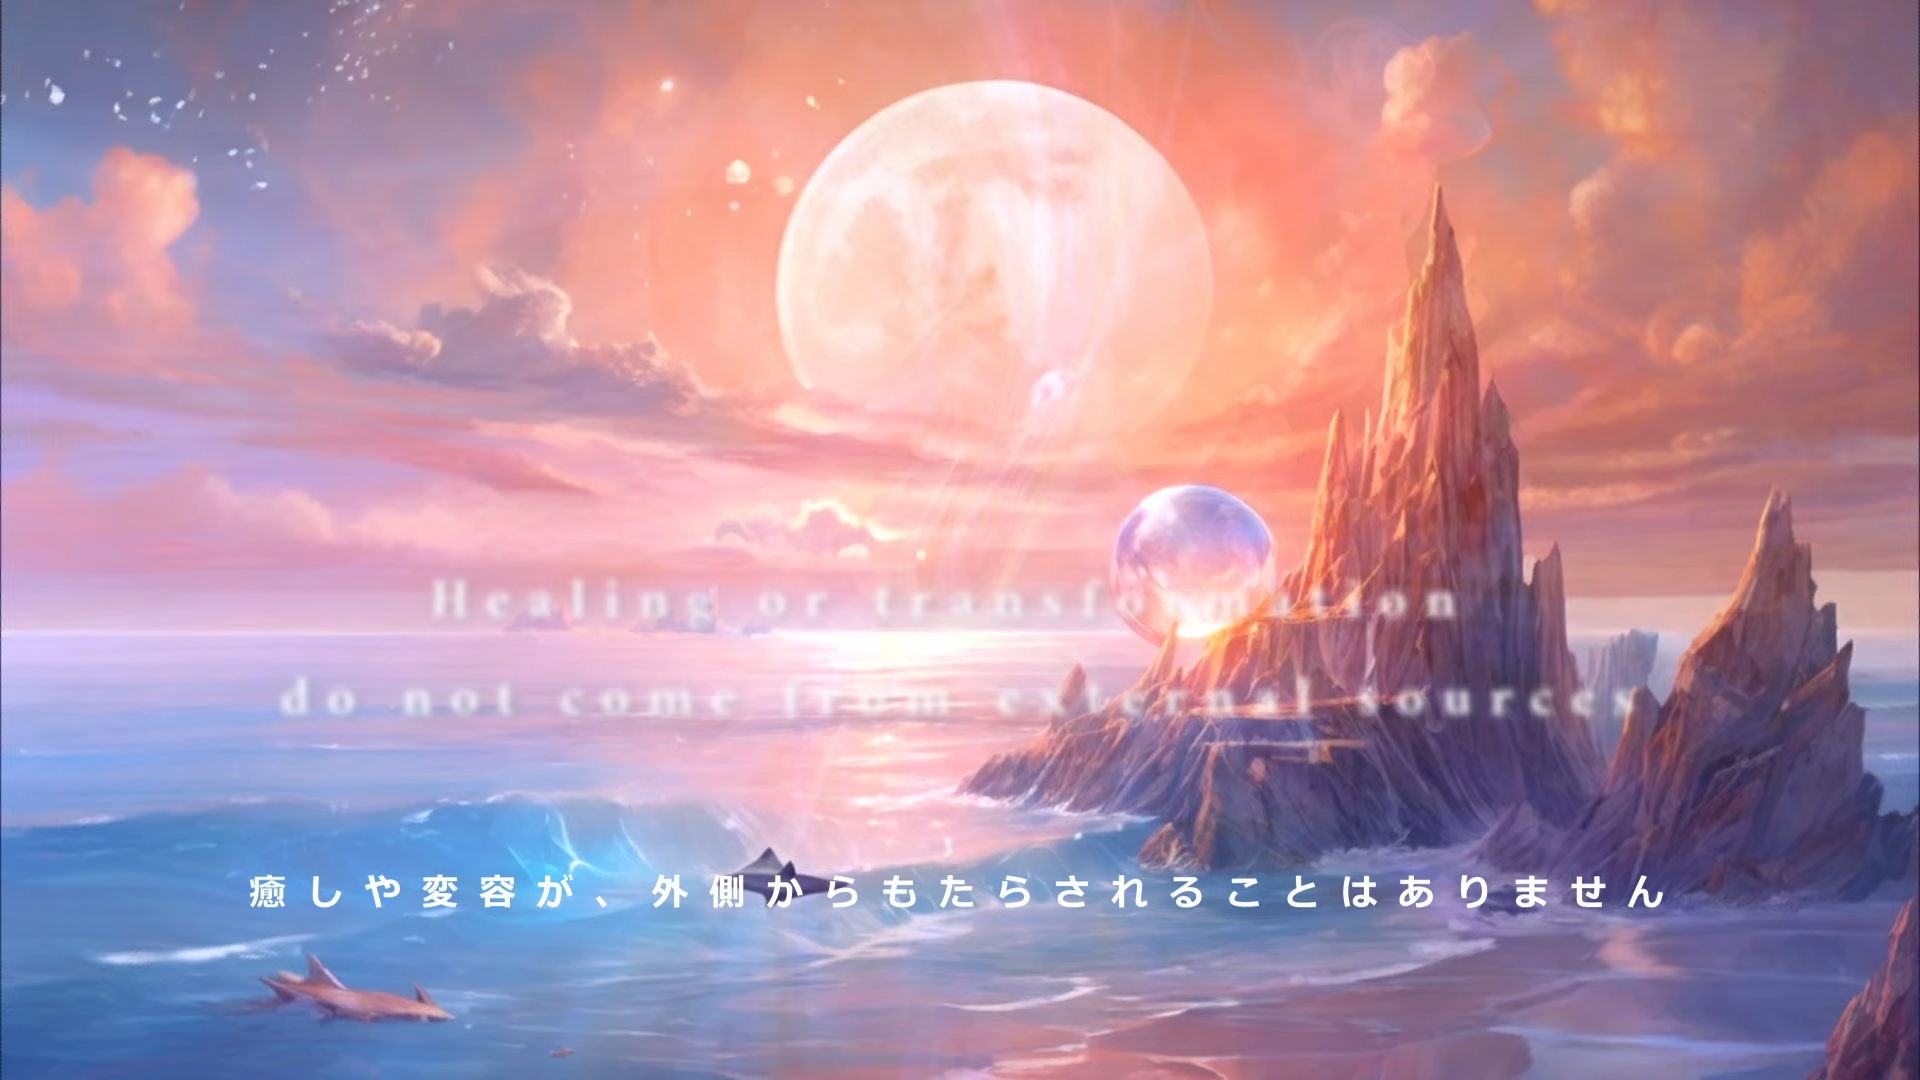 Healing or transformation
do not come from external sources
癒しや変容が、外側からもたらされることはありません